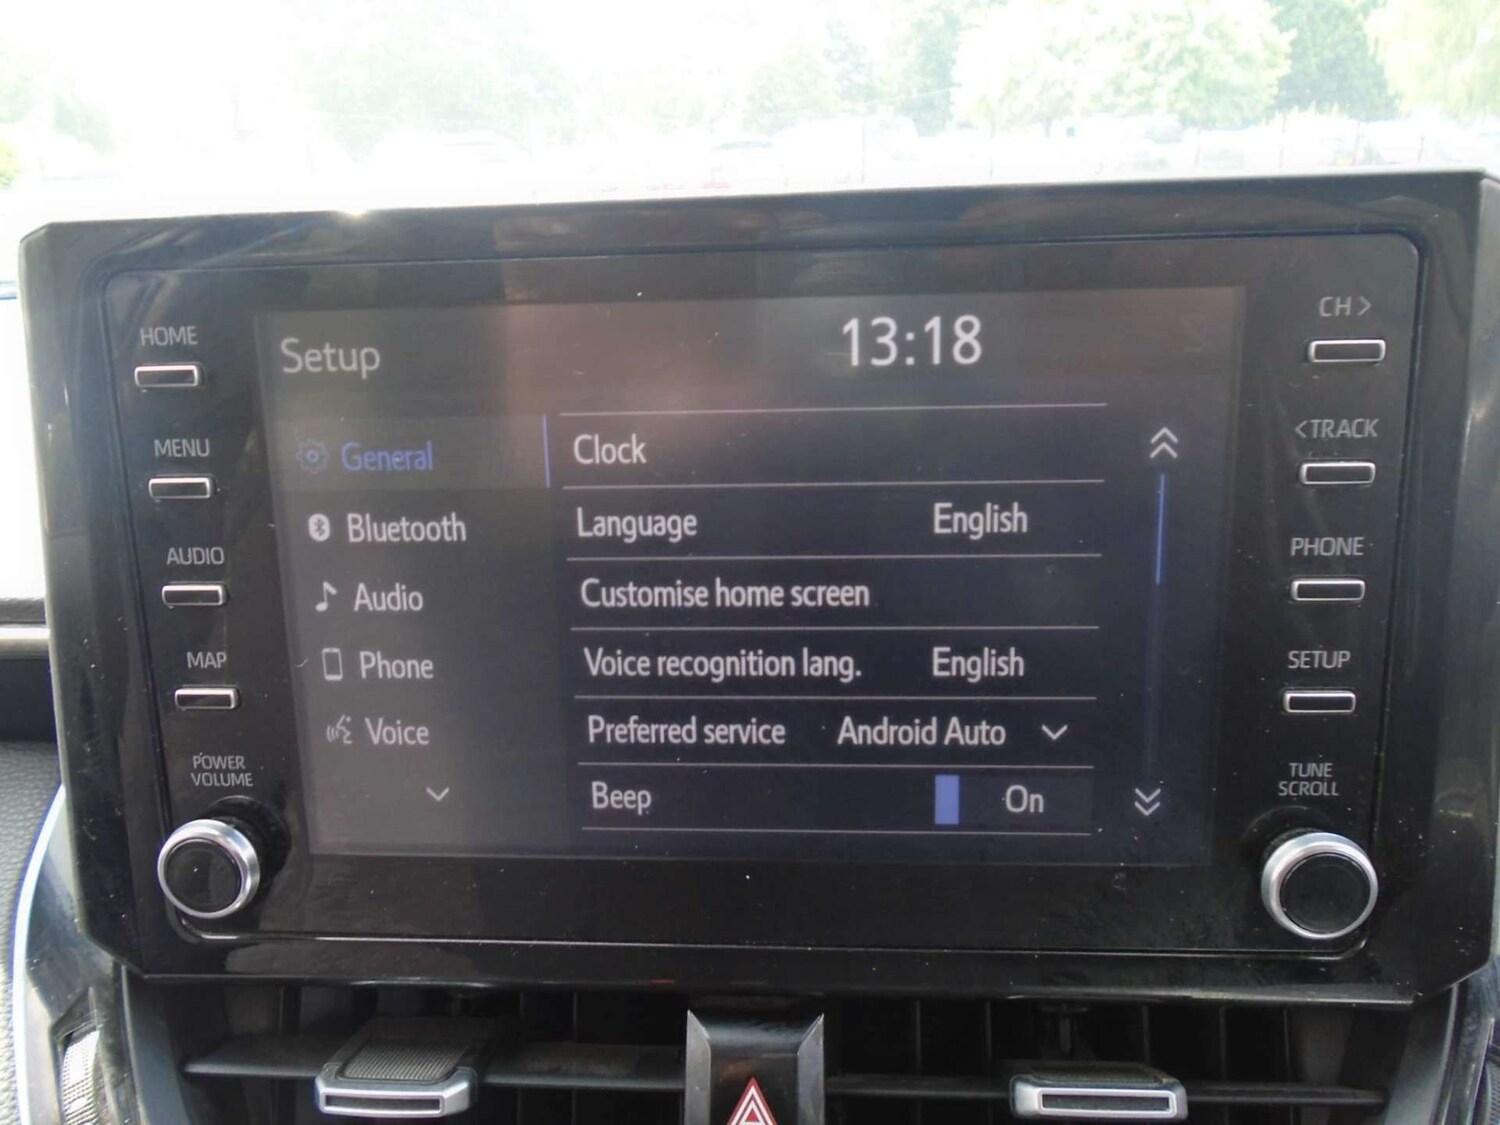 HOME
MENU
AUDIO
MAP
POWER
VOLUME
Setup
13:18
General
Bluetooth
Audio
Phone
Voice
Clock
Language English
Customise home screen
Voice recognition lang. English
Preferred service Android Auto
Beep On
CH >
< TRACK
PHONE
SETUP
TUNE
SCROLL